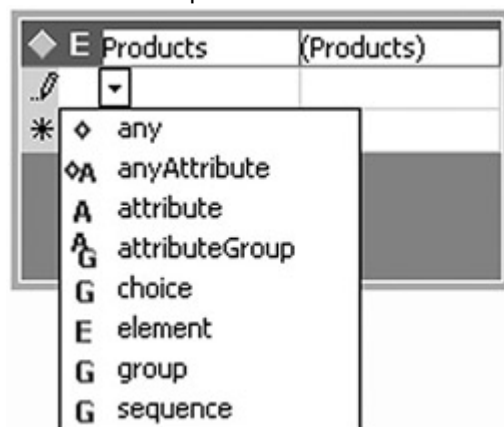 E Products (Products)
any
A anyAttribute
A attribute
A G attributeGroup
G choice
E element
G group
G sequence